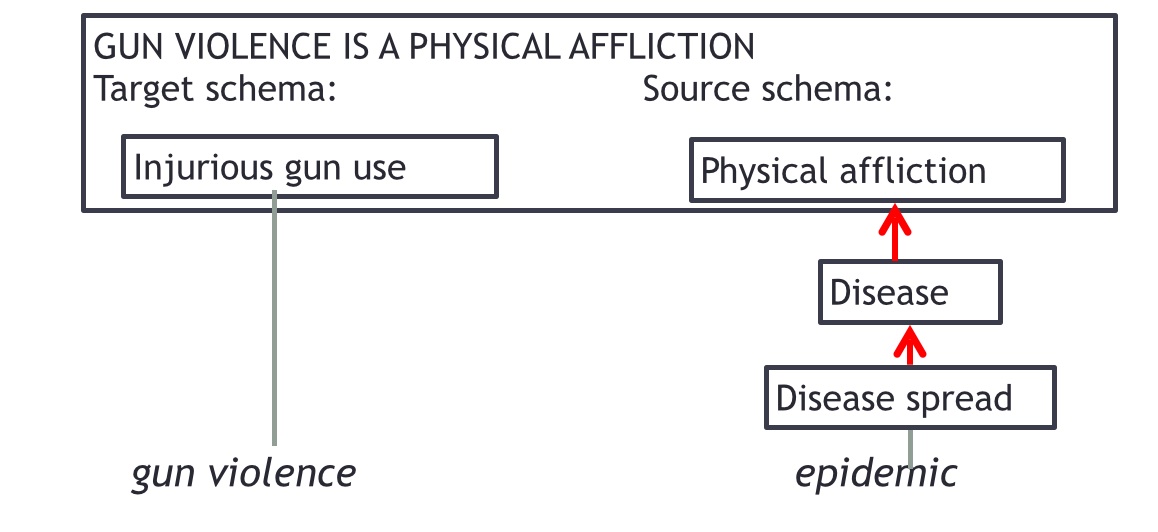 GUN VIOLENCE IS A PHYSICAL AFFLICTION
Target schema:
Source schema:
Injurious gun use
Physical affliction
Disease
Disease spread
gun violence
epidemic